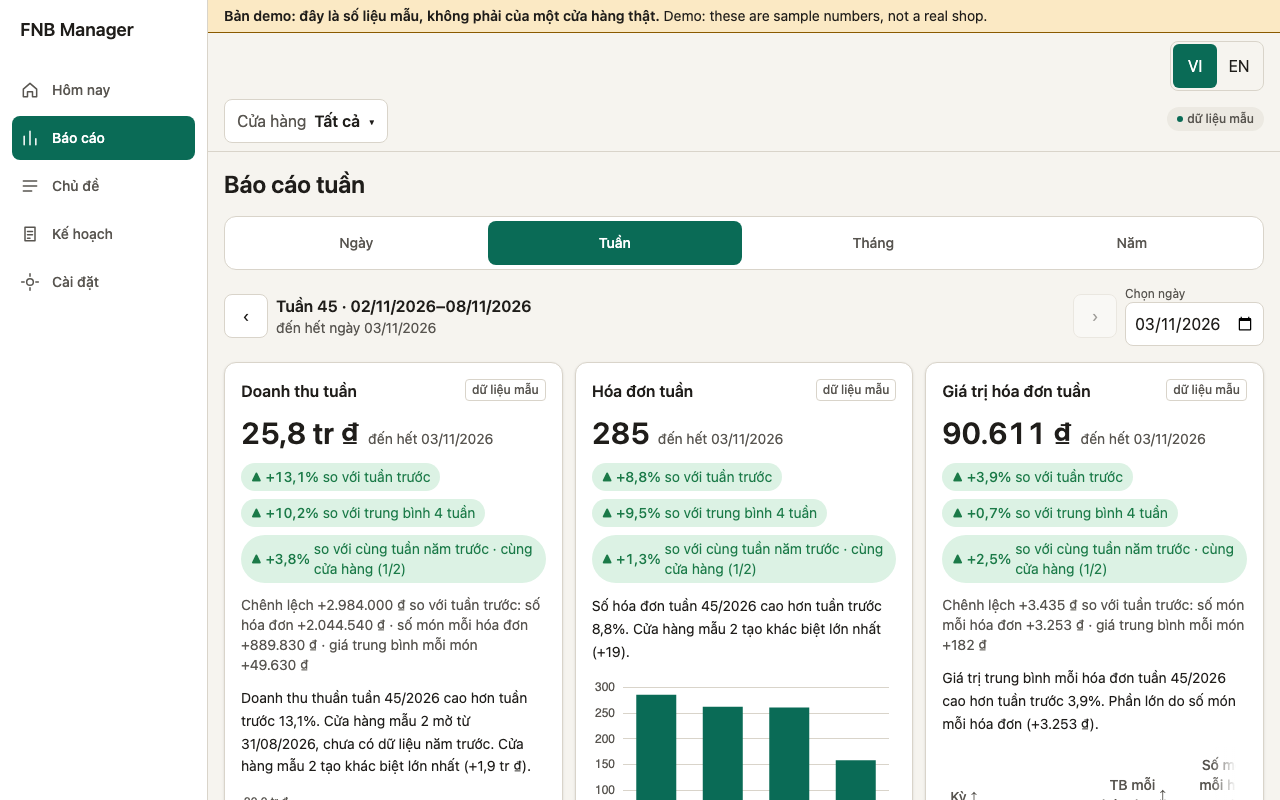 FNB Manager
Hôm nay
Báo cáo
Chủ đề
Kế hoạch
Cài đặt
Bản demo: đây là số liệu mẫu, không phải của một cửa hàng thật. Demo: these are sample numbers, not a real shop.
VI EN
Cửa hàng Tất cả ▾
dữ liệu mẫu
Báo cáo tuần
Ngày Tuần Tháng Năm
‹
Tuần 45 · 02/11/2026–08/11/2026
đến hết ngày 03/11/2026
›
Chọn ngày
03/11/2026
Doanh thu tuần
dữ liệu mẫu
25,8 tr ₫ đến hết 03/11/2026
▲ +13,1% so với tuần trước
▲ +10,2% so với trung bình 4 tuần
▲ +3,8% so với cùng tuần năm trước · cùng
cửa hàng (1/2)
Chênh lệch +2.984.000 ₫ so với tuần trước: số
hóa đơn +2.044.540 ₫ · số món mỗi hóa đơn
+889.830 ₫ · giá trung bình mỗi món
+49.630 ₫
Doanh thu thuần tuần 45/2026 cao hơn tuần
trước 13,1%. Cửa hàng mẫu 2 mở từ
31/08/2026, chưa có dữ liệu năm trước. Cửa
hàng mẫu 2 tạo khác biệt lớn nhất (+1,9 tr ₫).
Hóa đơn tuần
dữ liệu mẫu
285 đến hết 03/11/2026
▲ +8,8% so với tuần trước
▲ +9,5% so với trung bình 4 tuần
▲ +1,3% so với cùng tuần năm trước · cùng
cửa hàng (1/2)
Số hóa đơn tuần 45/2026 cao hơn tuần trước
8,8%. Cửa hàng mẫu 2 tạo khác biệt lớn nhất
(+19).
300
250
200
150
100
Giá trị hóa đơn tuần
dữ liệu mẫu
90.611 ₫ đến hết 03/11/2026
▲ +3,9% so với tuần trước
▲ +0,7% so với trung bình 4 tuần
▲ +2,5% so với cùng tuần năm trước · cùng
cửa hàng (1/2)
Chênh lệch +3.435 ₫ so với tuần trước: số món
mỗi hóa đơn +3.253 ₫ · giá trung bình mỗi món
+182 ₫
Giá trị trung bình mỗi hóa đơn tuần 45/2026
cao hơn tuần trước 3,9%. Phần lớn do số món
mỗi hóa đơn (+3.253 ₫).
Số
TB mỗi mỗi
Kỳ ↑